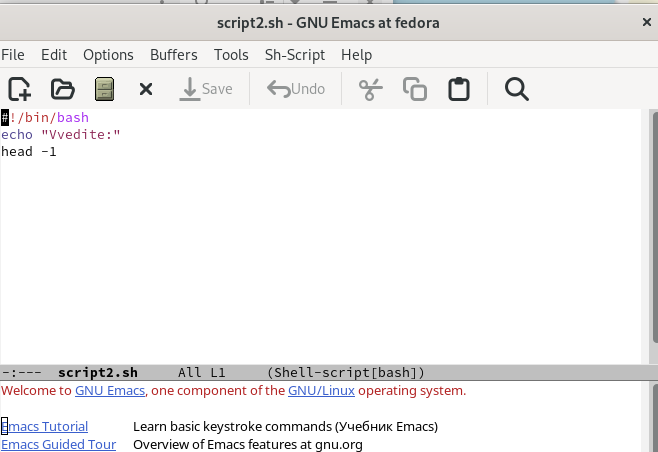 script2.sh - GNU Emacs at fedora
File Edit Options Buffers Tools Sh-Script Help
Save Undo
#!/bin/bash
echo "Vvedite:"
head -1
-:--- script2.sh All L1 (Shell-script[bash])
Welcome to GNU Emacs, one component of the GNU/Linux operating system.
Emacs Tutorial Learn basic keystroke commands (Учебник Emacs)
Emacs Guided Tour Overview of Emacs features at gnu.org